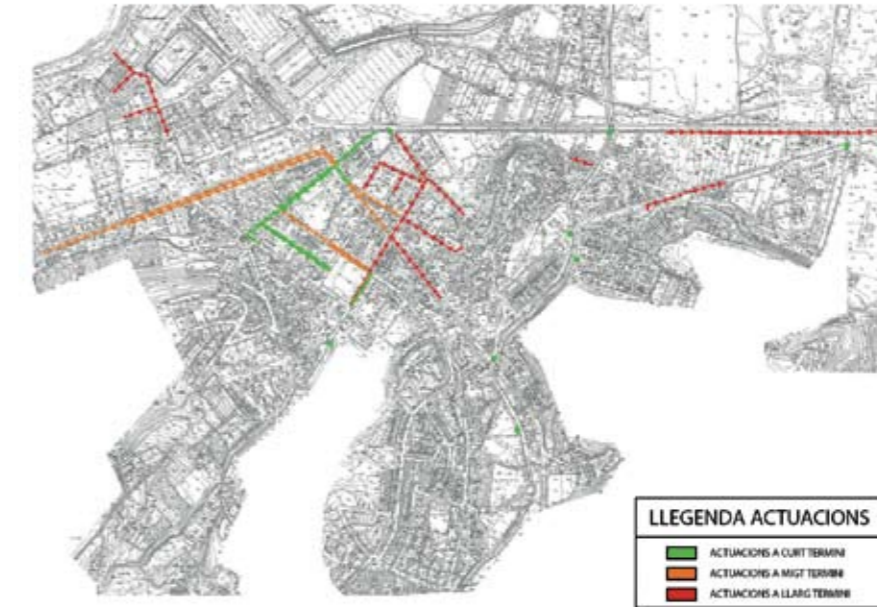 LLEGENDA ACTUACIONS
ACTUACIONS A CURT TERMINI
ACTUACIONS A MIGT TERMINI
ACTUACIONS A LLARG TERMINI